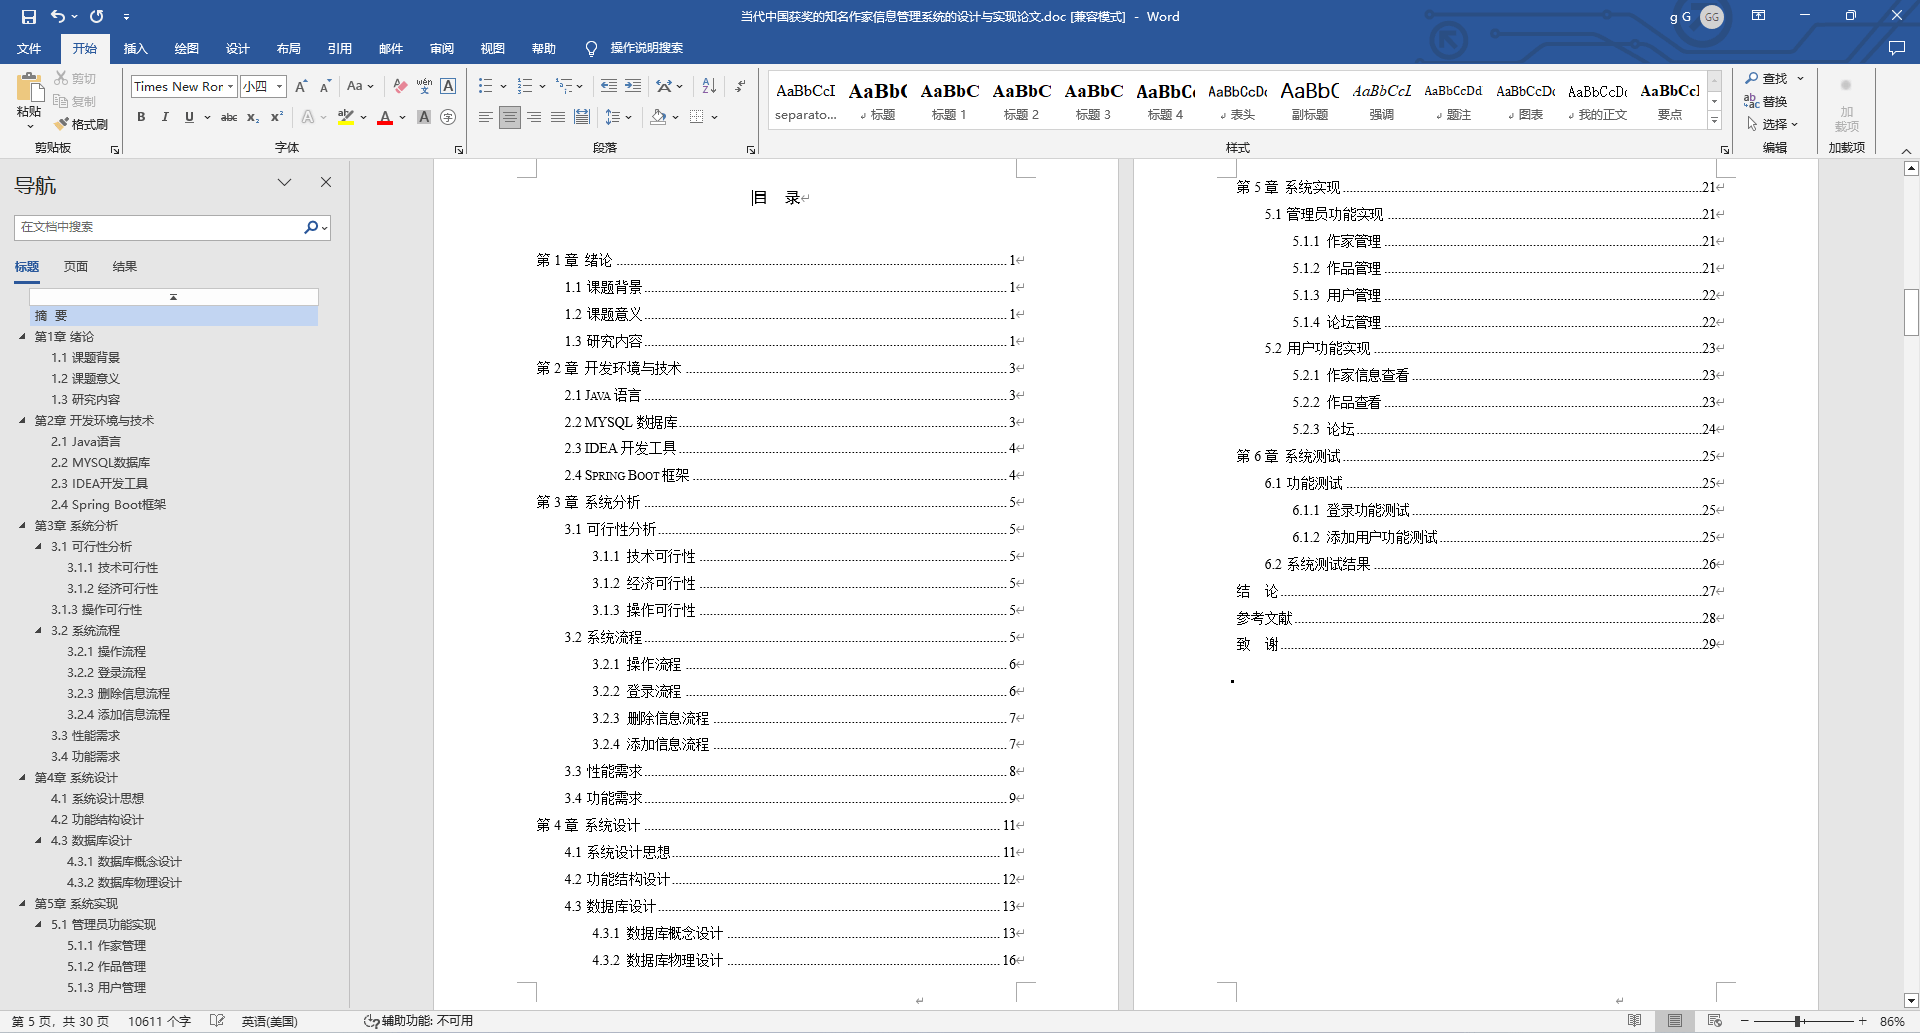 当代中国获奖的知名作家信息管理系统的设计与实现论文.doc [兼容模式] - Word
g G
GG
文件 开始 插入 绘图 设计 布局 引用 邮件 审阅 视图 帮助 操作说明搜索
粘贴
剪切
复制
格式刷
剪贴板
Times New Ror 小四
字体
段落
AaBbCcI AaBbC AaBbC AaBbC AaBbC AaBbCc AaBbCcDc AaBbC AaBbCcL AaBbCcDd AaBbCcDc AaBbCcDc AaBbCcI
separato... 标题 标题 1 标题 2 标题 3 标题 4 表头 副标题 强调 题注 图表 我的正文 要点
样式
查找
替换
选择
编辑
加载项
加载项
导航
在文档中搜索
标题 页面 结果
摘 要
第1章 绪论
1.1 课题背景
1.2 课题意义
1.3 研究内容
第2章 开发环境与技术
2.1 Java语言
2.2 MYSQL数据库
2.3 IDEA开发工具
2.4 Spring Boot框架
第3章 系统分析
3.1 可行性分析
3.1.1 技术可行性
3.1.2 经济可行性
3.1.3 操作可行性
3.2 系统流程
3.2.1 操作流程
3.2.2 登录流程
3.2.3 删除信息流程
3.2.4 添加信息流程
3.3 性能需求
3.4 功能需求
第4章 系统设计
4.1 系统设计思想
4.2 功能结构设计
4.3 数据库设计
4.3.1 数据库概念设计
4.3.2 数据库物理设计
第5章 系统实现
5.1 管理员功能实现
5.1.1 作家管理
5.1.2 作品管理
5.1.3 用户管理
目 录
第 1 章 绪论 1
1.1 课题背景 1
1.2 课题意义 1
1.3 研究内容 1
第 2 章 开发环境与技术 3
2.1 JAVA 语言 3
2.2 MYSQL 数据库 3
2.3 IDEA 开发工具 4
2.4 SPRING BOOT 框架 4
第 3 章 系统分析 5
3.1 可行性分析 5
3.1.1 技术可行性 5
3.1.2 经济可行性 5
3.1.3 操作可行性 5
3.2 系统流程 5
3.2.1 操作流程 6
3.2.2 登录流程 6
3.2.3 删除信息流程 7
3.2.4 添加信息流程 7
3.3 性能需求 8
3.4 功能需求 9
第 4 章 系统设计 11
4.1 系统设计思想 11
4.2 功能结构设计 12
4.3 数据库设计 13
4.3.1 数据库概念设计 13
4.3.2 数据库物理设计 16
第 5 章 系统实现 21
5.1 管理员功能实现 21
5.1.1 作家管理 21
5.1.2 作品管理 21
5.1.3 用户管理 22
5.1.4 论坛管理 22
5.2 用户功能实现 23
5.2.1 作家信息查看 23
5.2.2 作品查看 23
5.2.3 论坛 24
第 6 章 系统测试 25
6.1 功能测试 25
6.1.1 登录功能测试 25
6.1.2 添加用户功能测试 25
6.2 系统测试结果 26
结 论 27
参考文献 28
致 谢 29
第 5 页，共 30 页 10611 个字 英语(美国) 辅助功能: 不可用 86%